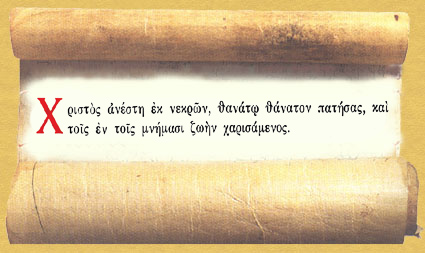 Χριστὸς ἀνέστη ἐκ νεκρῶν, θανάτῳ θάνατον πατήσας, καὶ
τοῖς ἐν τοῖς μνήμασι ζωὴν χαρισάμενος.